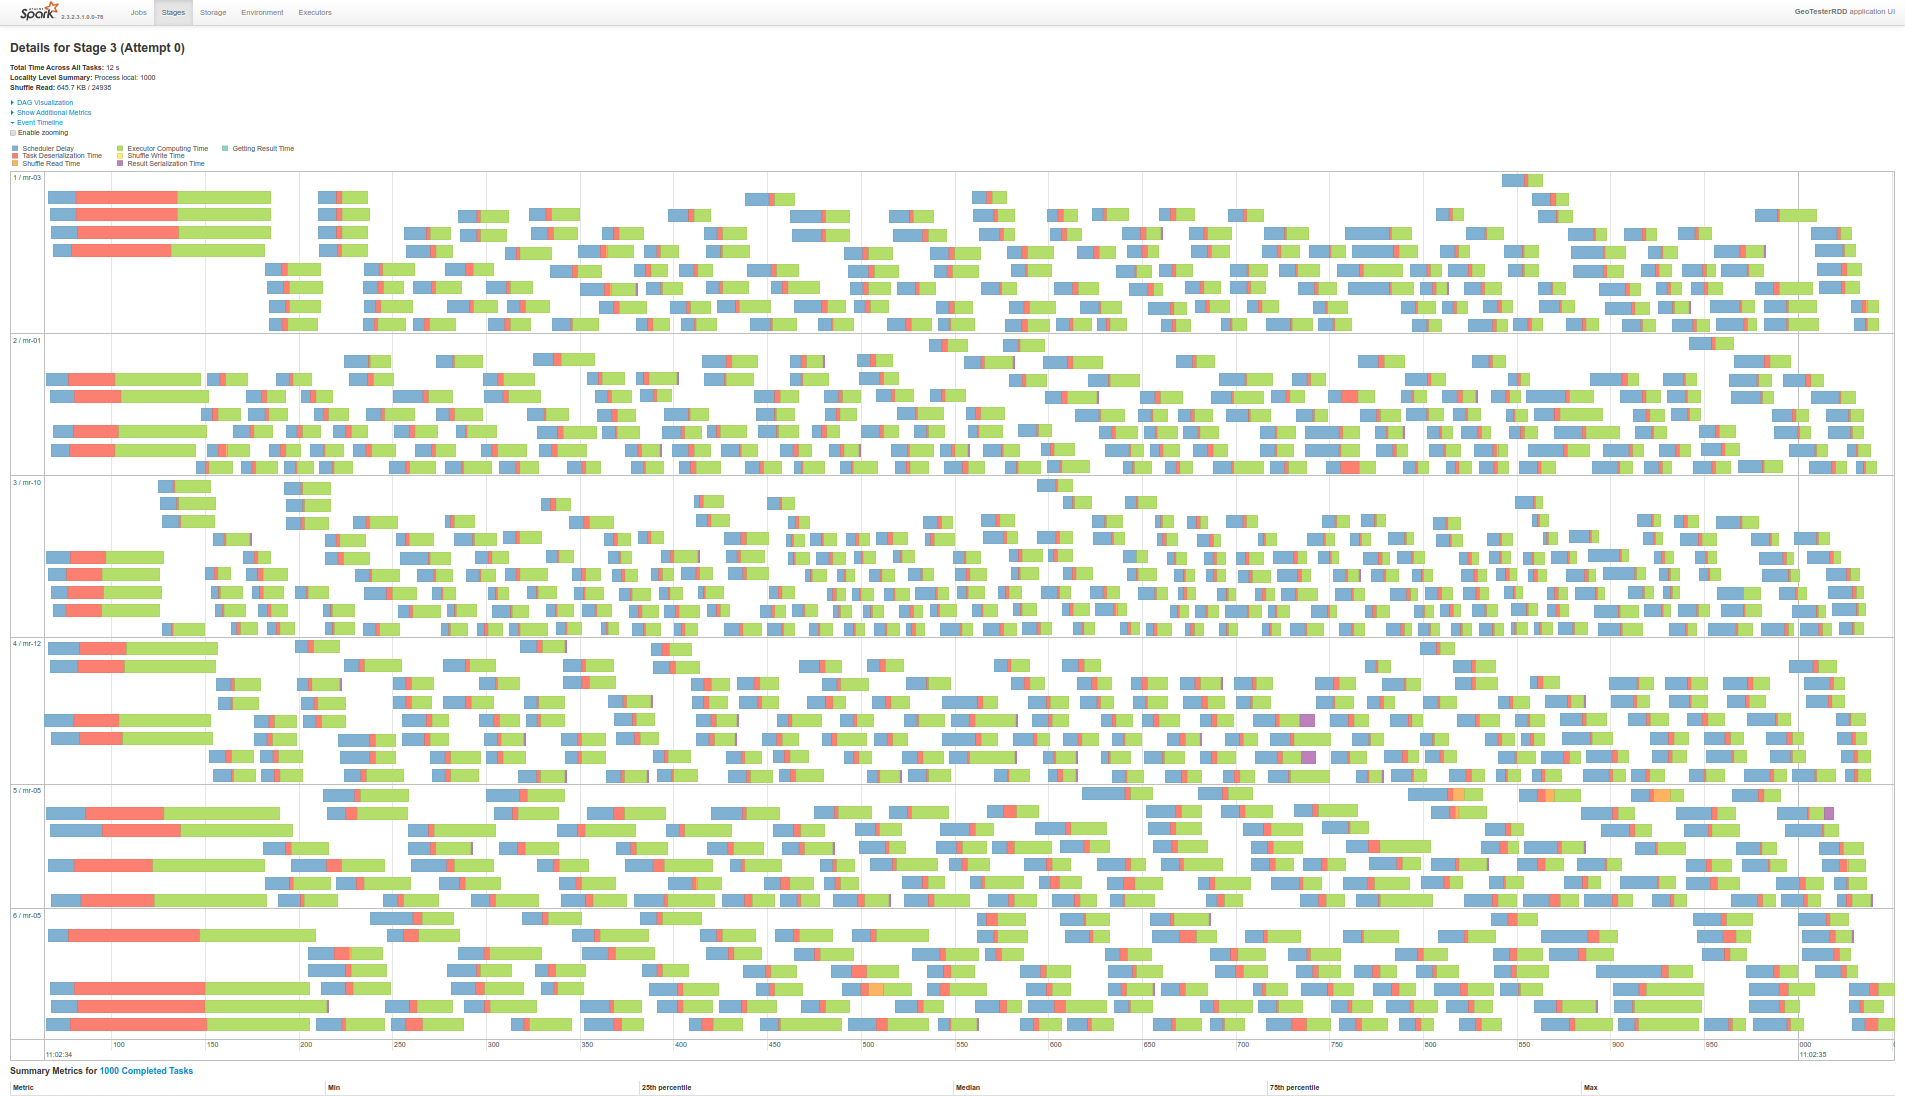 APACHE
Spark 2.3.2.3.1.0.0-78
Jobs
Stages
Storage
Environment
Executors
GeoTesterRDD application UI
Details for Stage 3 (Attempt 0)
Total Time Across All Tasks: 12 s
Locality Level Summary: Process local: 1000
Shuffle Read: 645.7 KB / 24935
DAG Visualization
Show Additional Metrics
Event Timeline
Enable zooming
Scheduler Delay
Executor Computing Time
Getting Result Time
Task Deserialization Time
Shuffle Write Time
Shuffle Read Time
Result Serialization Time
1 / mr-03
2 / mr-01
3 / mr-10
4 / mr-12
5 / mr-05
6 / mr-05
100 150 200 250 300 350 400 450 500 550 600 650 700 750 800 850 900 950 000
11:02:34
11:02:35
Summary Metrics for 1000 Completed Tasks
Metric Min 25th percentile Median 75th percentile Max